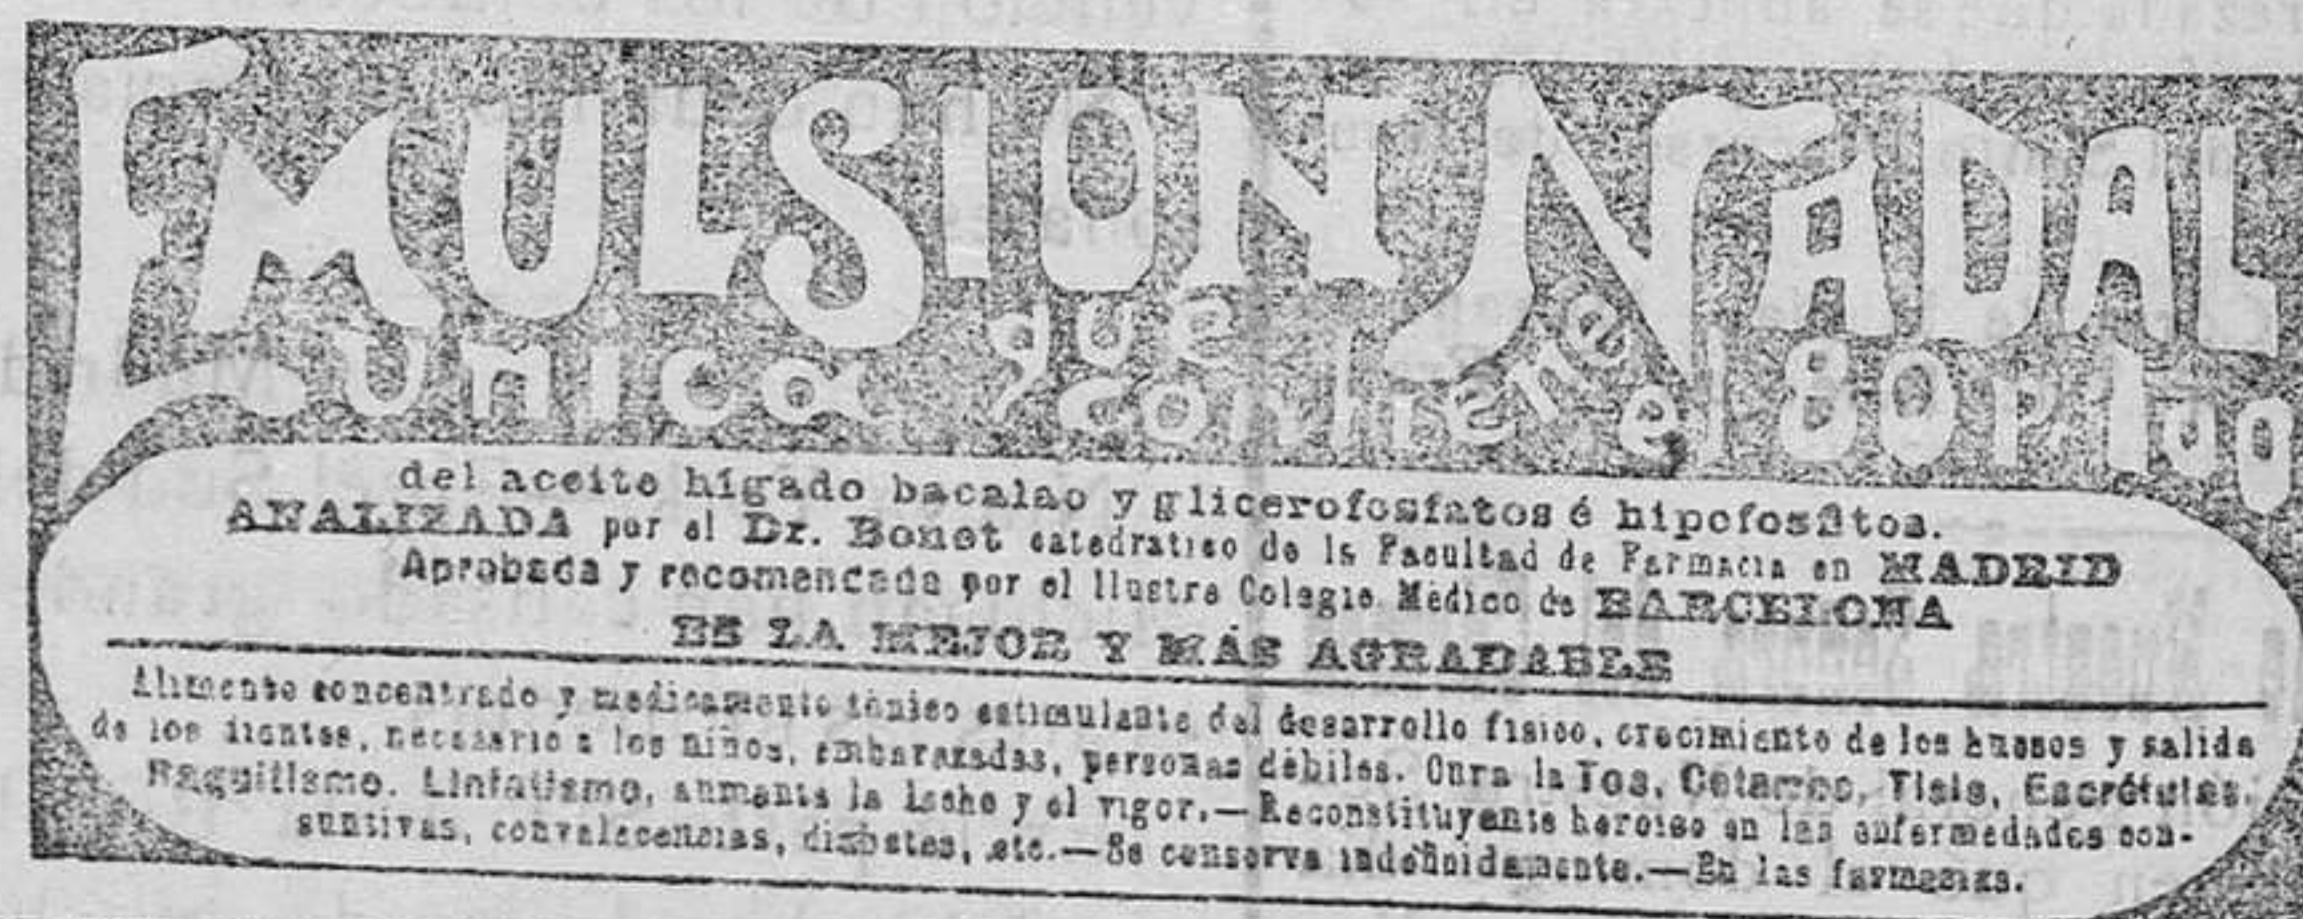 EMULSION NADAL
Unica que contiene el 80 p. 100
del aceite hígado bacalao y glicerofosfatos é hipofosfitos.
ANALIZADA por el Dr. Bonet catedratico de la Facultad de Farmacia en MADRID
Aprobada y recomendada por el Ilustre Colegio Médico de BARCELONA
ES LA MEJOR Y MÁS AGRADABLE
Alimento concentrado y medicamento tónico estimulante del desarrollo físico, crecimiento de los huesos y salida
de los dientes, necesario a los niños, embarazadas, personas débiles. Cura la Tos, Catarros, Tisis, Escrófulas,
Raquitismo. Linfatismo, aumenta la leche y el vigor.—Reconstituyente heroico en las enfermedades con-
suntivas, convalecencias, diabetes, etc.—Se conserva indefinidamente.—En las farmacias.